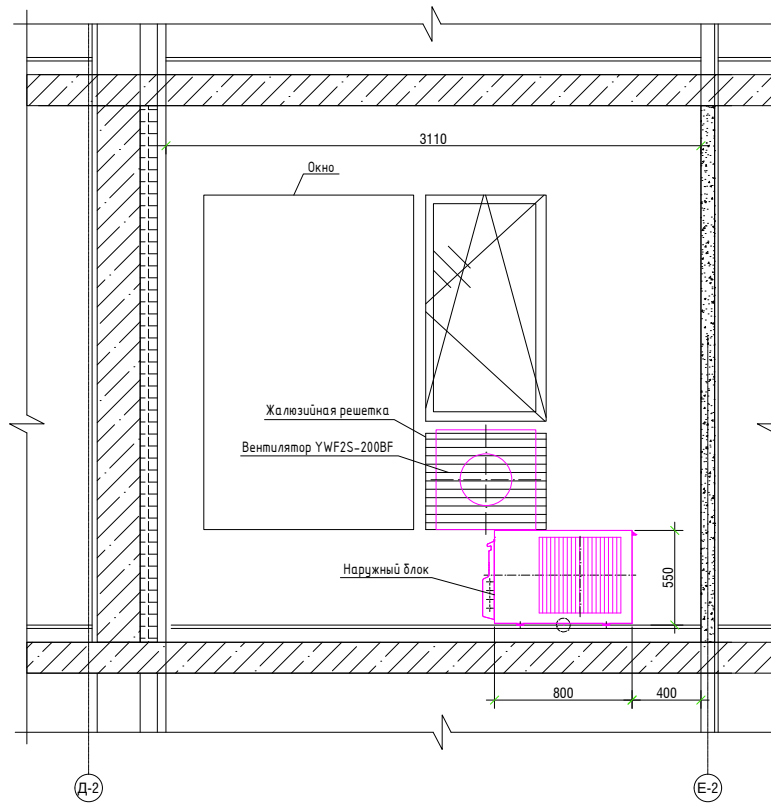 3110
Окно
Жалюзийная решетка
Вентилятор YWF2S-200BF
Наружный блок
550
800
400
Д-2
Е-2